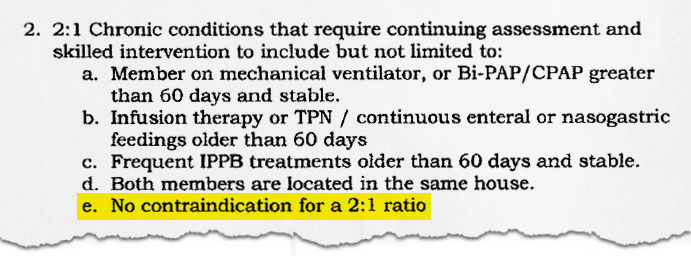 2. 2:1 Chronic conditions that require continuing assessment and
skilled intervention to include but not limited to:
a. Member on mechanical ventilator, or Bi-PAP/CPAP greater
than 60 days and stable.
b. Infusion therapy or TPN / continuous enteral or nasogastric
feedings older than 60 days
c. Frequent IPPB treatments older than 60 days and stable.
d. Both members are located in the same house.
e. No contraindication for a 2:1 ratio